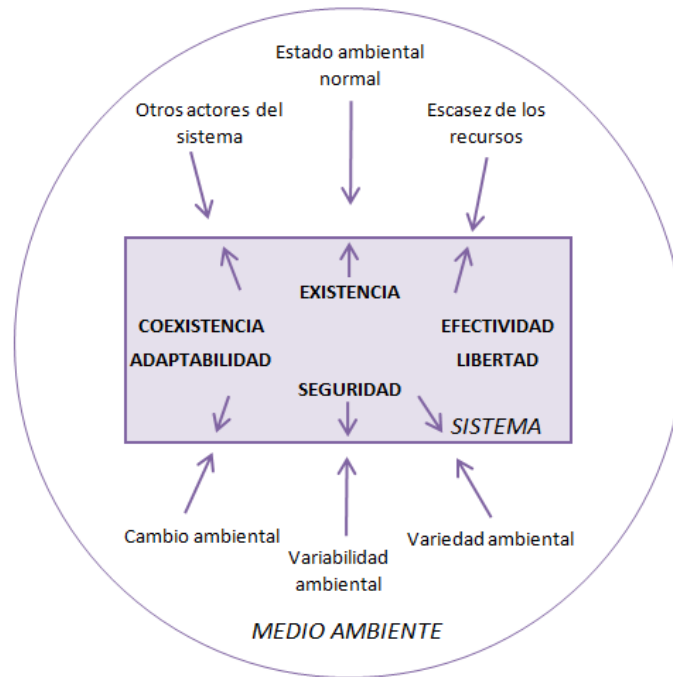 Estado ambiental
normal
Otros actores del
sistema
Escasez de los
recursos
EXISTENCIA
COEXISTENCIA
ADAPTABILIDAD
EFECTIVIDAD
LIBERTAD
SEGURIDAD
SISTEMA
Cambio ambiental
Variabilidad
ambiental
Variedad ambiental
MEDIO AMBIENTE